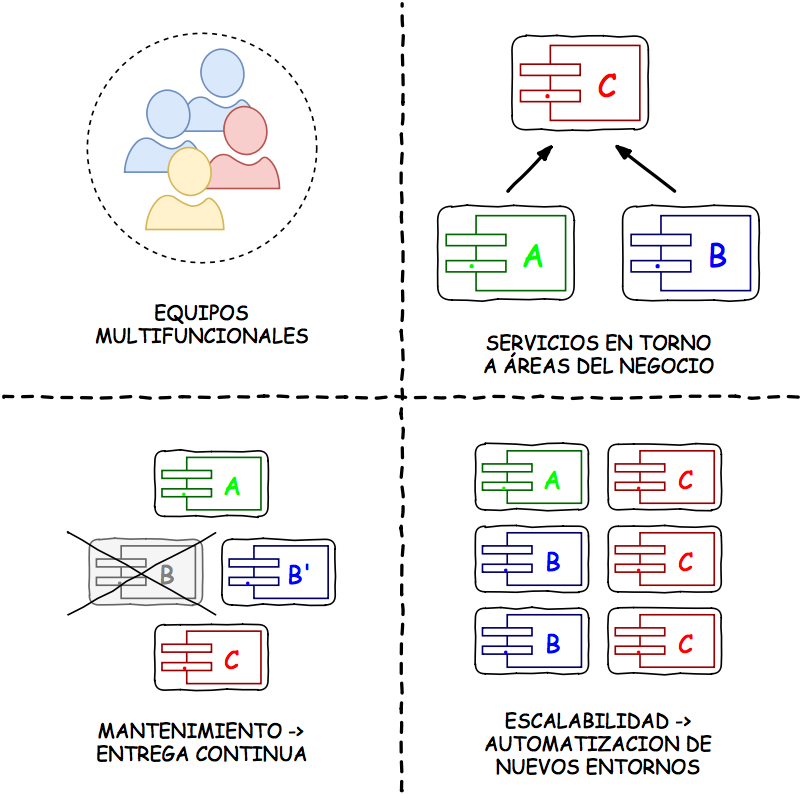 EQUIPOS
MULTIFUNCIONALES
C
A
B
SERVICIOS EN TORNO
A ÁREAS DEL NEGOCIO
A
B
B'
C
MANTENIMIENTO ->
ENTREGA CONTINUA
A
C
B
C
B
C
ESCALABILIDAD ->
AUTOMATIZACION DE
NUEVOS ENTORNOS